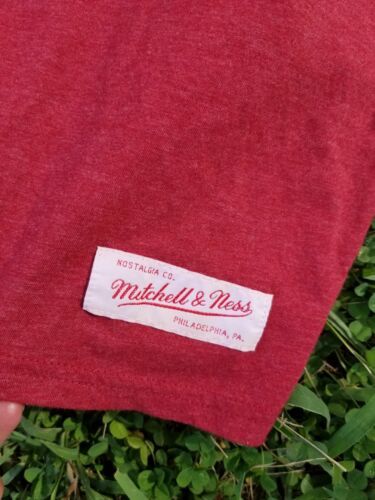 NOSTALGIA CO.
Mitchell & Ness
PHILADELPHIA, PA.